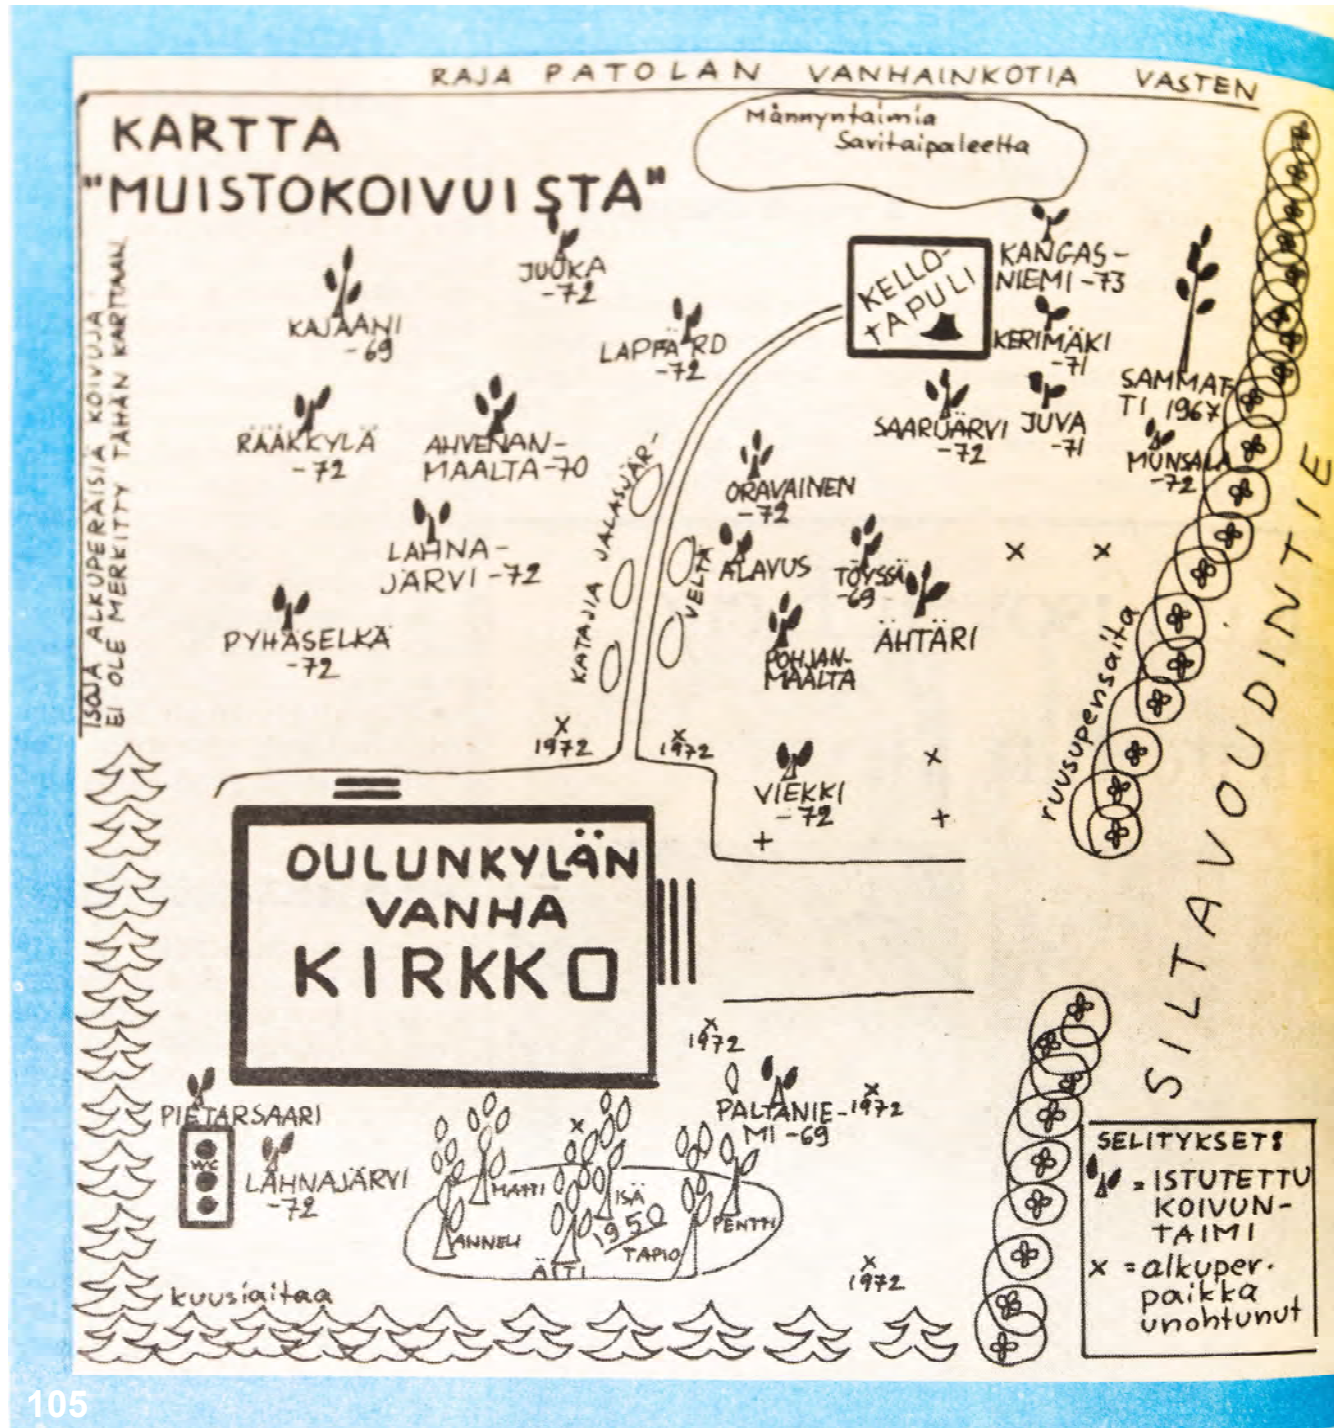 RAJA PATOLAN VANHAINKOTIA VASTEN
KARTTA
"MUISTOKOIVUISTA"
ISOJA ALKUPERÄISIÄ KOIVUJA
EI OLE MERKITTY TÄHÄN KARTTAAN
Männyntaimia
Savitaipaleelta
JUUKA
-72
KAJAANI
-69
LAPPFÄRD
-72
KELLO-
TAPULI
KANGAS-
NIEMI -73
KERIMÄKI
-71
SAMMAT-
TI 1967
RÄÄKKYLÄ
-72
AHVENAN-
MAALTA -70
SAARIJÄRVI
-72
JUVA
-71
MUNSALA
-72
ORAVAINEN
-72
LAHNA-
JÄRVI -72
KATAJIA JALASJÄR-
VELTÄ
ALAVUS
TÖYSSÄ
-69
ÄHTÄRI
x
x
PYHÄSELKÄ
-72
POHJAN-
MAALTA
ruusupensaita
SILTAVOUDINTIE
x
1972
x
1972
VIEKKI
-72
x
+
+
OULUNKYLÄN
VANHA
KIRKKO
x
1972
PIETARSAARI
WC
LAHNAJÄRVI
-72
PALTANIE-
MI -69
x
1972
x
MATTI
ISÄ
1950
ANNELI
ÄITI
TAPIO
PENTTI
x
1972
kuusiaitaa
SELITYKSET:
= ISTUTETTU
KOIVUN-
TAIMI
x = alkuper.
paikka
unohtunut
105